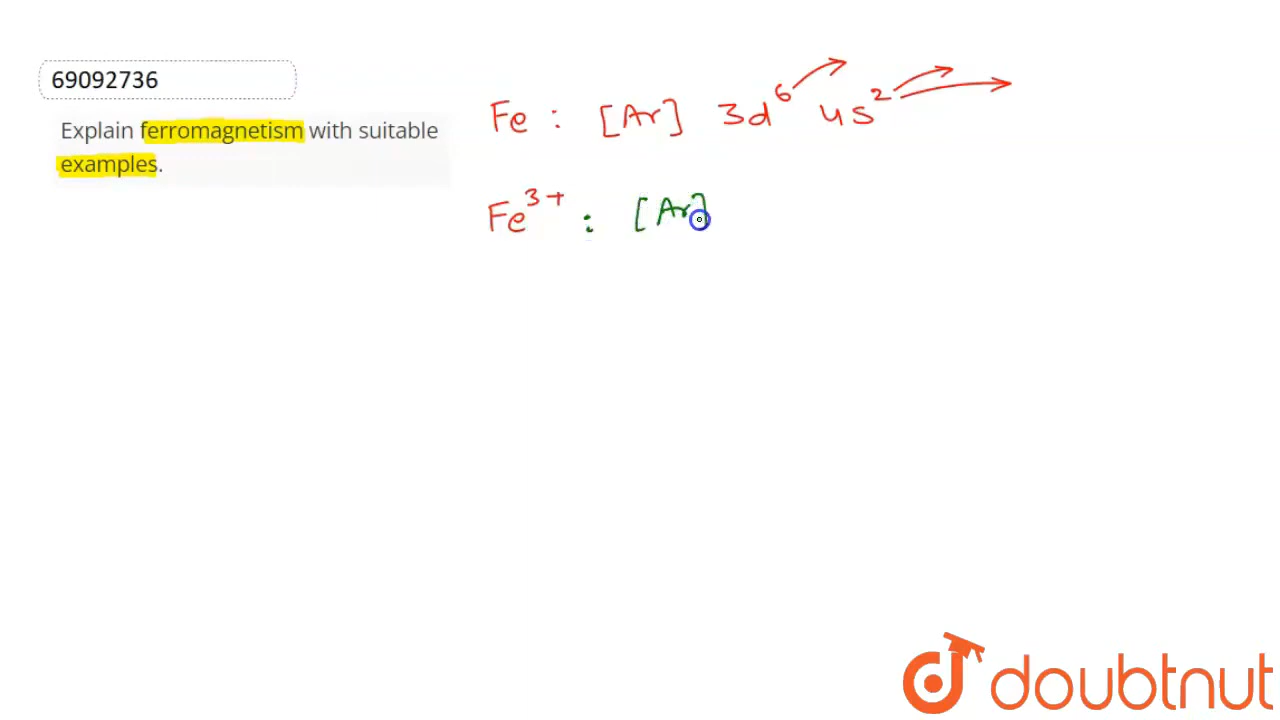 69092736
Explain ferromagnetism with suitable
examples.
Fe : [Ar] 3d⁶ 4s²
Fe³⁺ : [Ar]
doubtnut